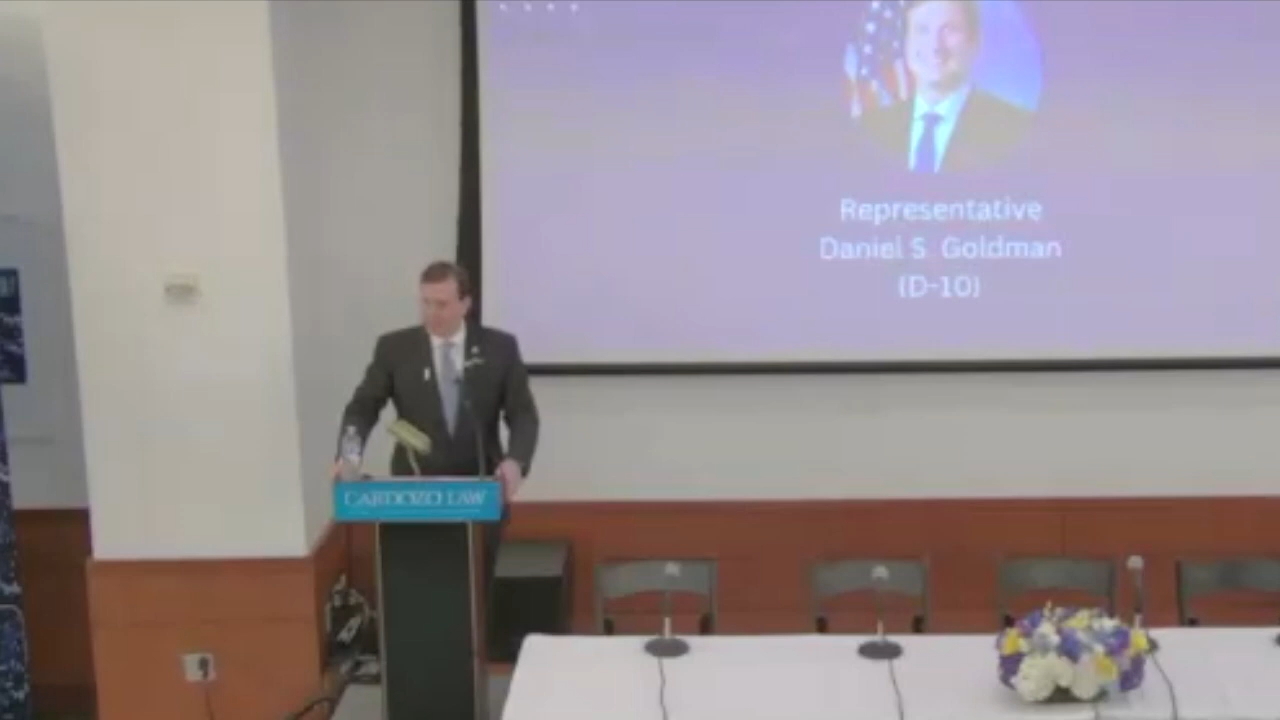 Representative
Daniel S. Goldman
(D-10)
CARDOZO LAW